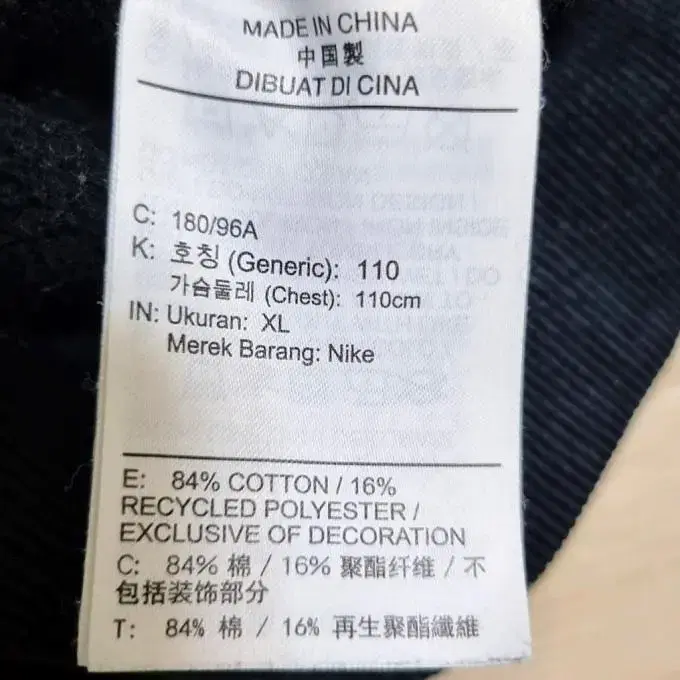 MADE IN CHINA
中国製
DIBUAT DI CINA
C: 180/96A
K: 호칭 (Generic): 110
가슴둘레 (Chest): 110cm
IN: Ukuran: XL
Merek Barang: Nike
E: 84% COTTON / 16%
RECYCLED POLYESTER /
EXCLUSIVE OF DECORATION
C: 84% 棉 / 16% 聚酯纤维 / 不
包括装饰部分
T: 84% 棉 / 16% 再生聚酯纖維